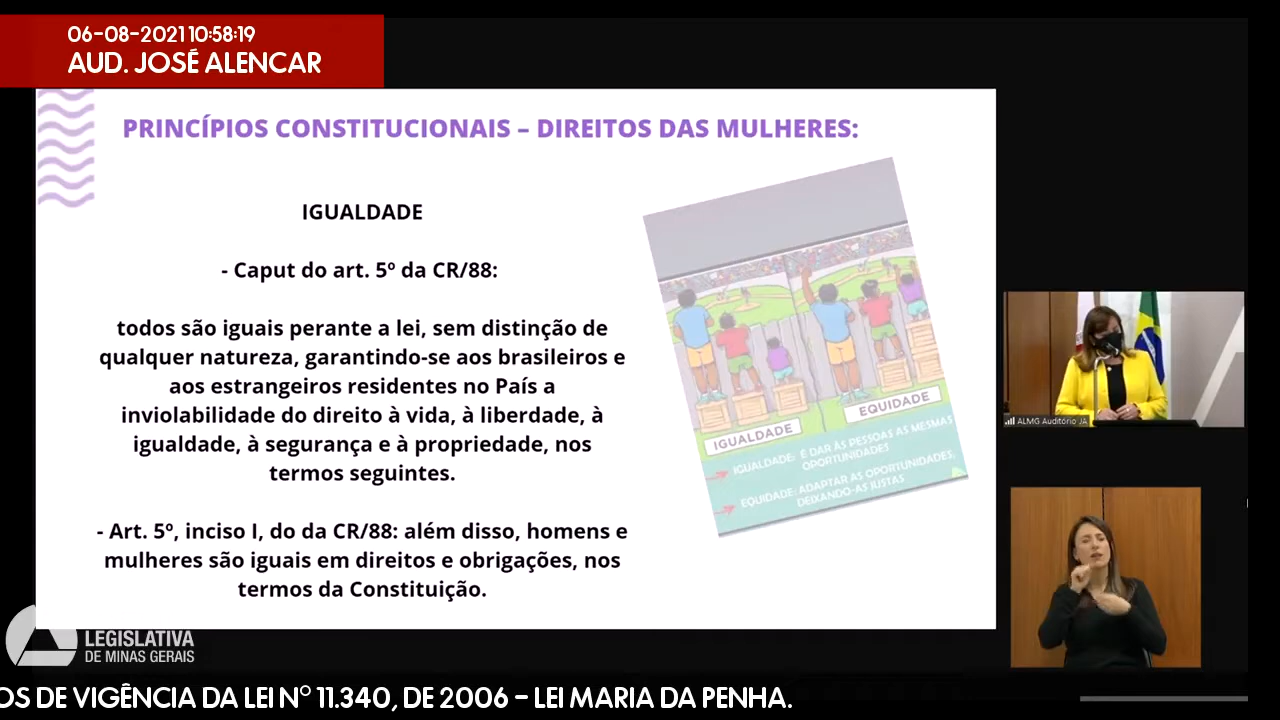 06-08-2021 10:58:19
AUD. JOSÉ ALENCAR
PRINCÍPIOS CONSTITUCIONAIS – DIREITOS DAS MULHERES:
IGUALDADE
- Caput do art. 5º da CR/88:
todos são iguais perante a lei, sem distinção de
qualquer natureza, garantindo-se aos brasileiros e
aos estrangeiros residentes no País a
inviolabilidade do direito à vida, à liberdade, à
igualdade, à segurança e à propriedade, nos
termos seguintes.
- Art. 5º, inciso I, do da CR/88: além disso, homens e
mulheres são iguais em direitos e obrigações, nos
termos da Constituição.
IGUALDADE
EQUIDADE
IGUALDADE: É DAR ÀS PESSOAS AS MESMAS
OPORTUNIDADES
EQUIDADE: ADAPTAR AS OPORTUNIDADES,
DEIXANDO-AS JUSTAS
ALMG Auditório JA
LEGISLATIVA
DE MINAS GERAIS
OS DE VIGÊNCIA DA LEI Nº 11.340, DE 2006 – LEI MARIA DA PENHA.